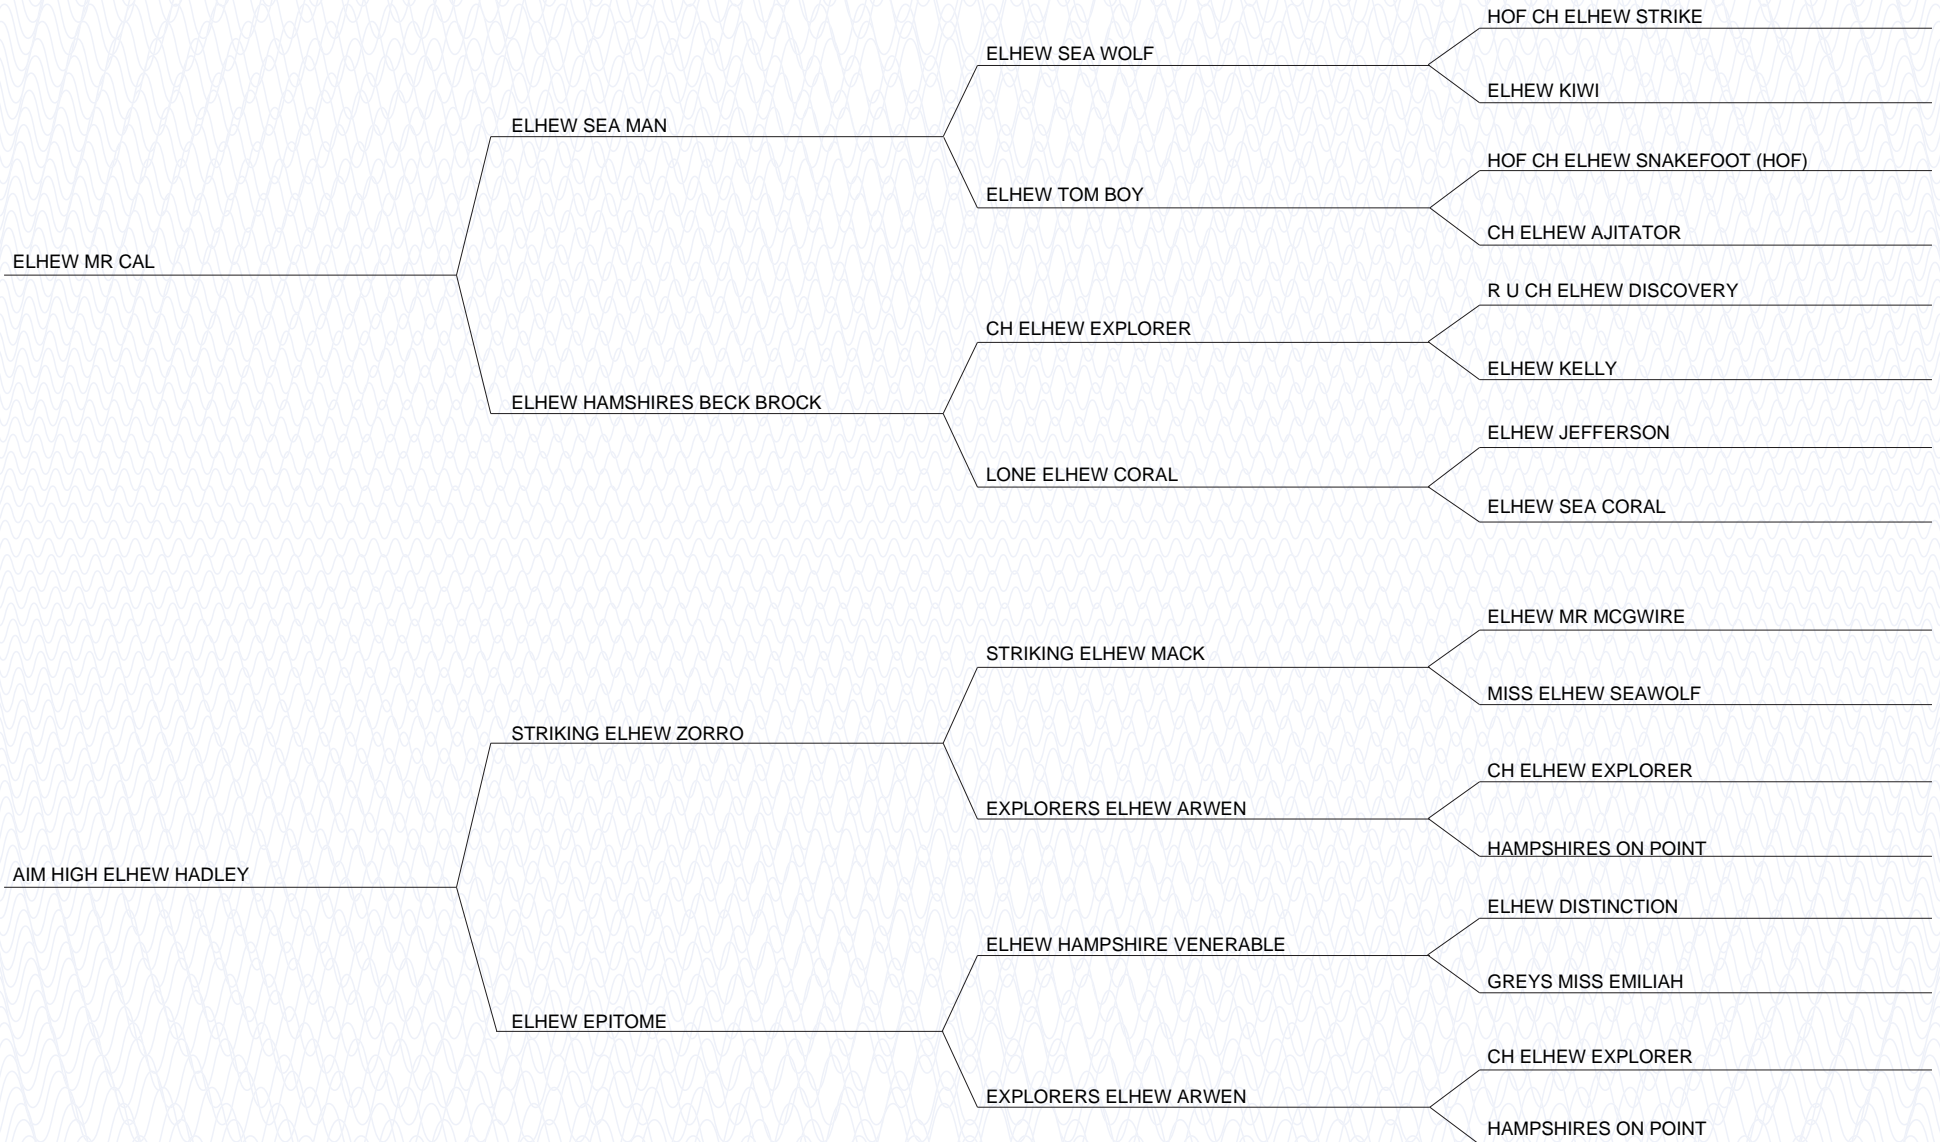 HOF CH ELHEW STRIKE
ELHEW SEA WOLF
ELHEW KIWI
ELHEW SEA MAN
HOF CH ELHEW SNAKEFOOT (HOF)
ELHEW TOM BOY
CH ELHEW AJITATOR
ELHEW MR CAL
R U CH ELHEW DISCOVERY
CH ELHEW EXPLORER
ELHEW KELLY
ELHEW HAMSHIRES BECK BROCK
ELHEW JEFFERSON
LONE ELHEW CORAL
ELHEW SEA CORAL
ELHEW MR MCGWIRE
STRIKING ELHEW MACK
MISS ELHEW SEAWOLF
STRIKING ELHEW ZORRO
CH ELHEW EXPLORER
EXPLORERS ELHEW ARWEN
HAMPSHIRES ON POINT
AIM HIGH ELHEW HADLEY
ELHEW DISTINCTION
ELHEW HAMPSHIRE VENERABLE
GREYS MISS EMILIAH
ELHEW EPITOME
CH ELHEW EXPLORER
EXPLORERS ELHEW ARWEN
HAMPSHIRES ON POINT